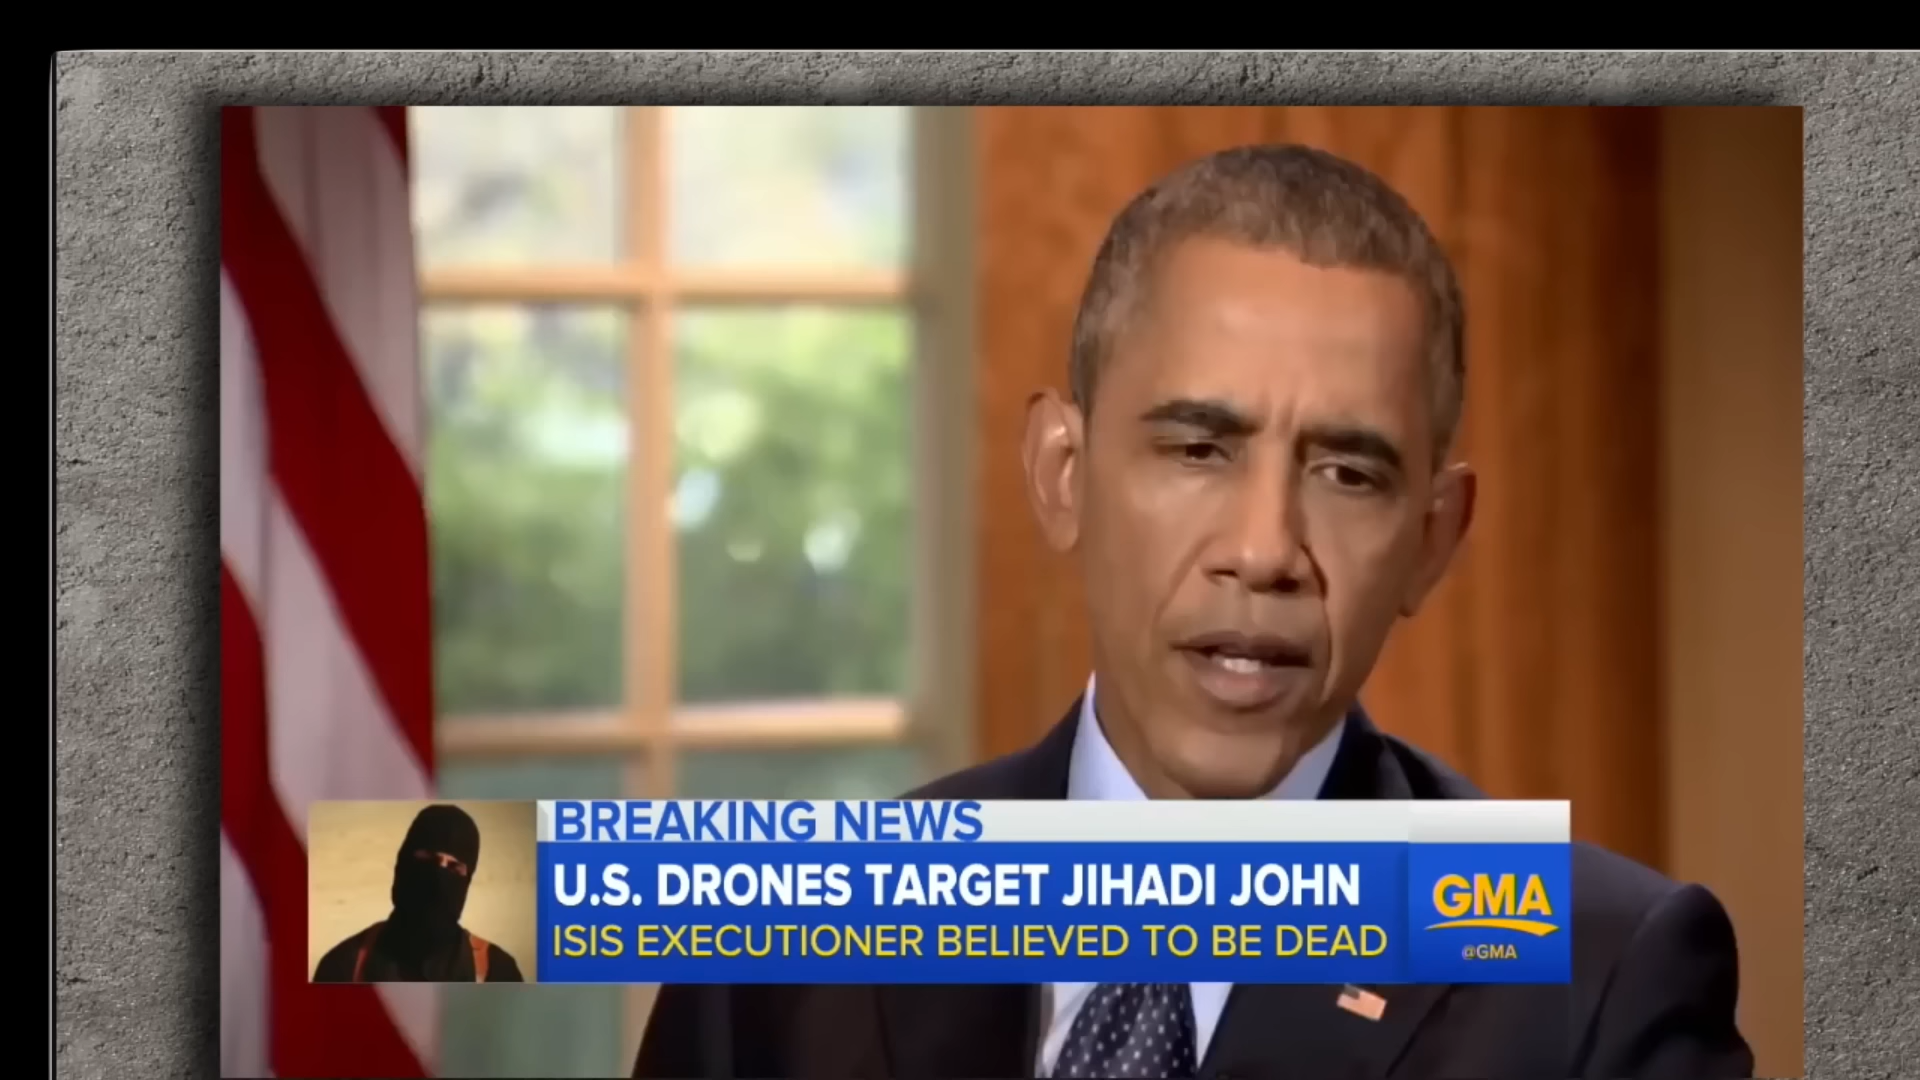 BREAKING NEWS
U.S. DRONES TARGET JIHADI JOHN
ISIS EXECUTIONER BELIEVED TO BE DEAD
GMA
@GMA